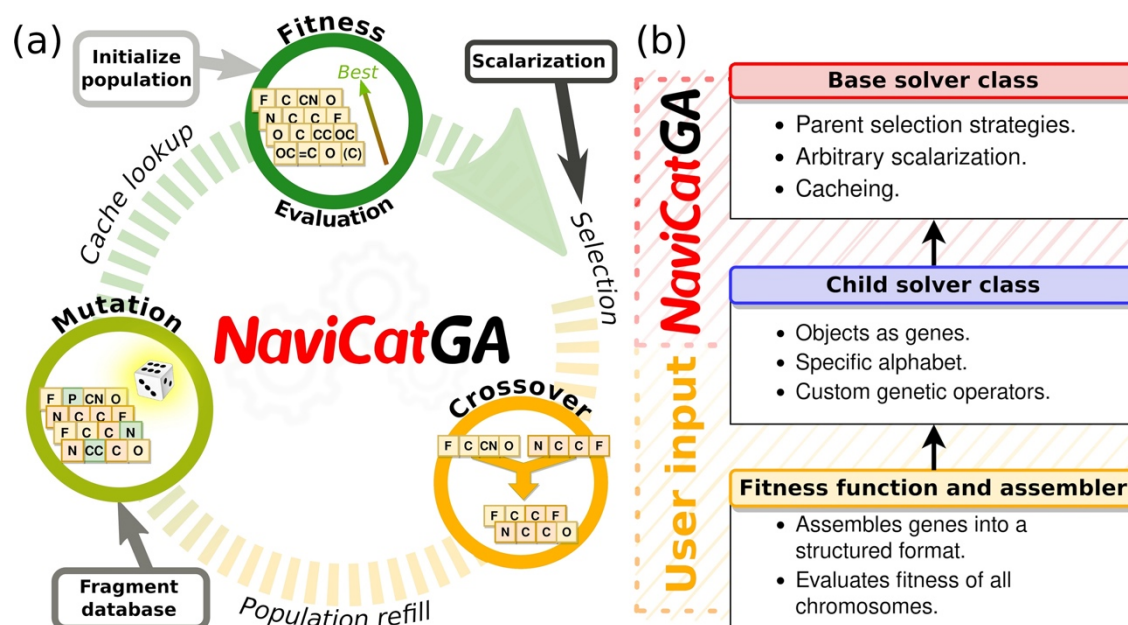 (a)
Initialize
population
Fitness
Best
F C CN O
N C C F
O C CC OC
OC =C O (C)
Evaluation
Scalarization
Cache lookup
Selection
Mutation
F P CN O
N C C F
F C C N
N CC C O
NaviCatGA
Crossover
F C CN O
N C C F
F C C F
N C C O
Fragment
database
Population refill
(b)
NaviCatGA
User input
Base solver class
• Parent selection strategies.
• Arbitrary scalarization.
• Cacheing.
Child solver class
• Objects as genes.
• Specific alphabet.
• Custom genetic operators.
Fitness function and assembler
• Assembles genes into a
structured format.
• Evaluates fitness of all
chromosomes.